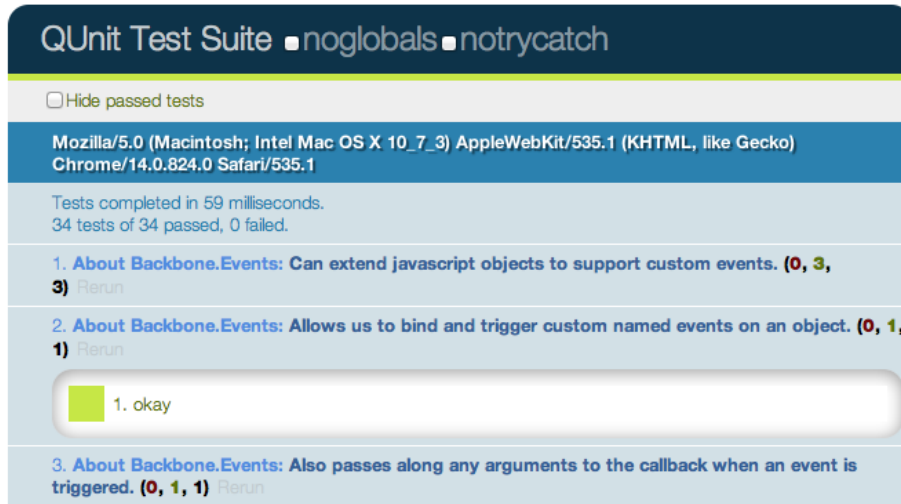 QUnit Test Suite noglobals notrycatch
Hide passed tests
Mozilla/5.0 (Macintosh; Intel Mac OS X 10_7_3) AppleWebKit/535.1 (KHTML, like Gecko)
Chrome/14.0.824.0 Safari/535.1
Tests completed in 59 milliseconds.
34 tests of 34 passed, 0 failed.
1. About Backbone.Events: Can extend javascript objects to support custom events. (0, 3,
3) Rerun
2. About Backbone.Events: Allows us to bind and trigger custom named events on an object. (0, 1,
1) Rerun
1. okay
3. About Backbone.Events: Also passes along any arguments to the callback when an event is
triggered. (0, 1, 1) Rerun